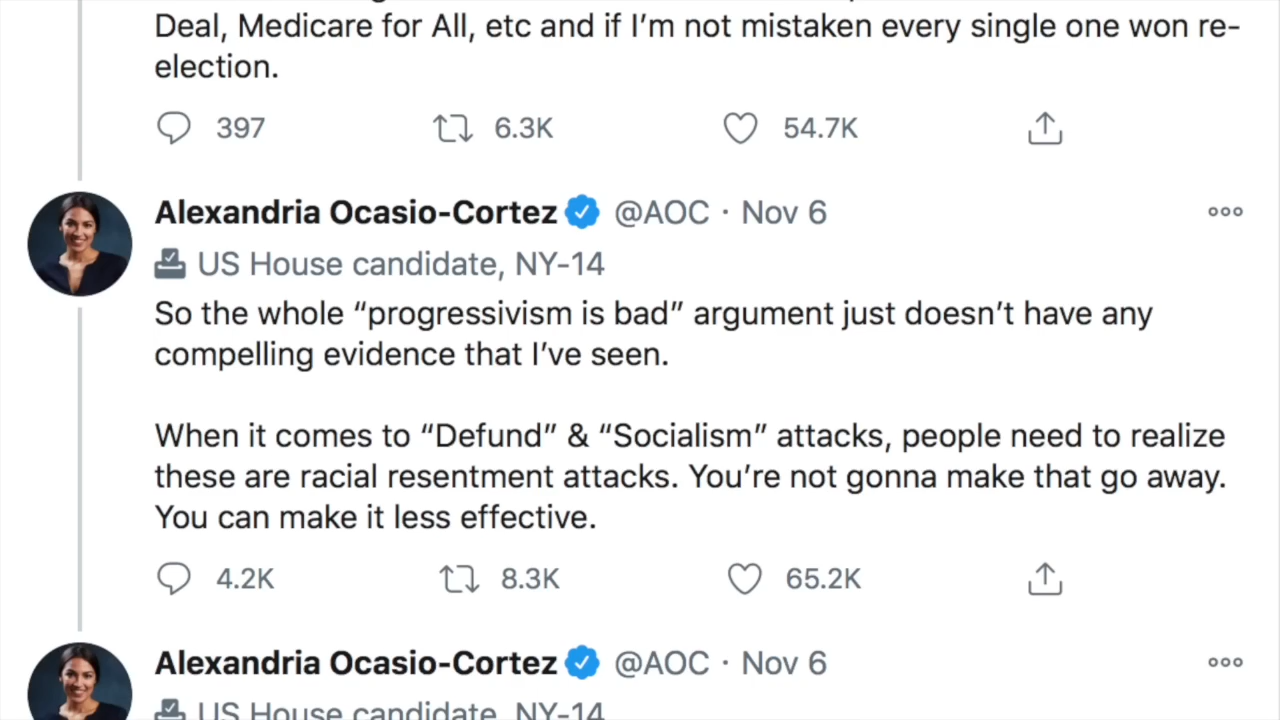 Deal, Medicare for All, etc and if I’m not mistaken every single one won re-
election.
397 6.3K 54.7K
Alexandria Ocasio-Cortez @AOC · Nov 6
US House candidate, NY-14
So the whole “progressivism is bad” argument just doesn’t have any
compelling evidence that I’ve seen.
When it comes to “Defund” & “Socialism” attacks, people need to realize
these are racial resentment attacks. You’re not gonna make that go away.
You can make it less effective.
4.2K 8.3K 65.2K
Alexandria Ocasio-Cortez @AOC · Nov 6
US House candidate, NY-14